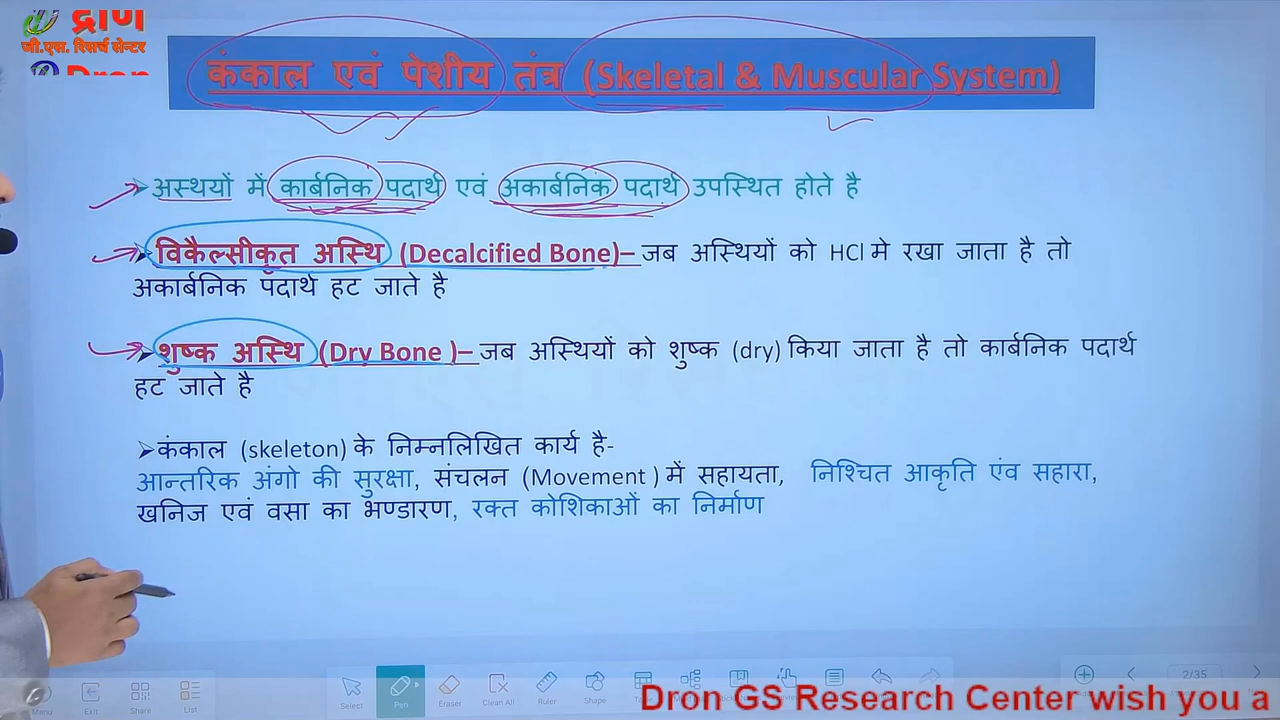 द्रोण
जी.एस. रिसर्च सेन्टर
Dron
कंकाल एवं पेशीय तंत्र (Skeletal & Muscular System)
अस्थियों में कार्बनिक पदार्थ एवं अकार्बनिक पदार्थ उपस्थित होते है
विकैल्सीकृत अस्थि (Decalcified Bone)– जब अस्थियों को HCl मे रखा जाता है तो
अकार्बनिक पदार्थ हट जाते है
शुष्क अस्थि (Dry Bone )– जब अस्थियों को शुष्क (dry) किया जाता है तो कार्बनिक पदार्थ
हट जाते है
कंकाल (skeleton) के निम्नलिखित कार्य है-
आन्तरिक अंगो की सुरक्षा, संचलन (Movement ) में सहायता, निश्चित आकृति एंव सहारा,
खनिज एवं वसा का भण्डारण, रक्त कोशिकाओं का निर्माण
2/35
Menu Exit Share List Select Pen Eraser Clean All Ruler Shape
Dron GS Research Center wish you a